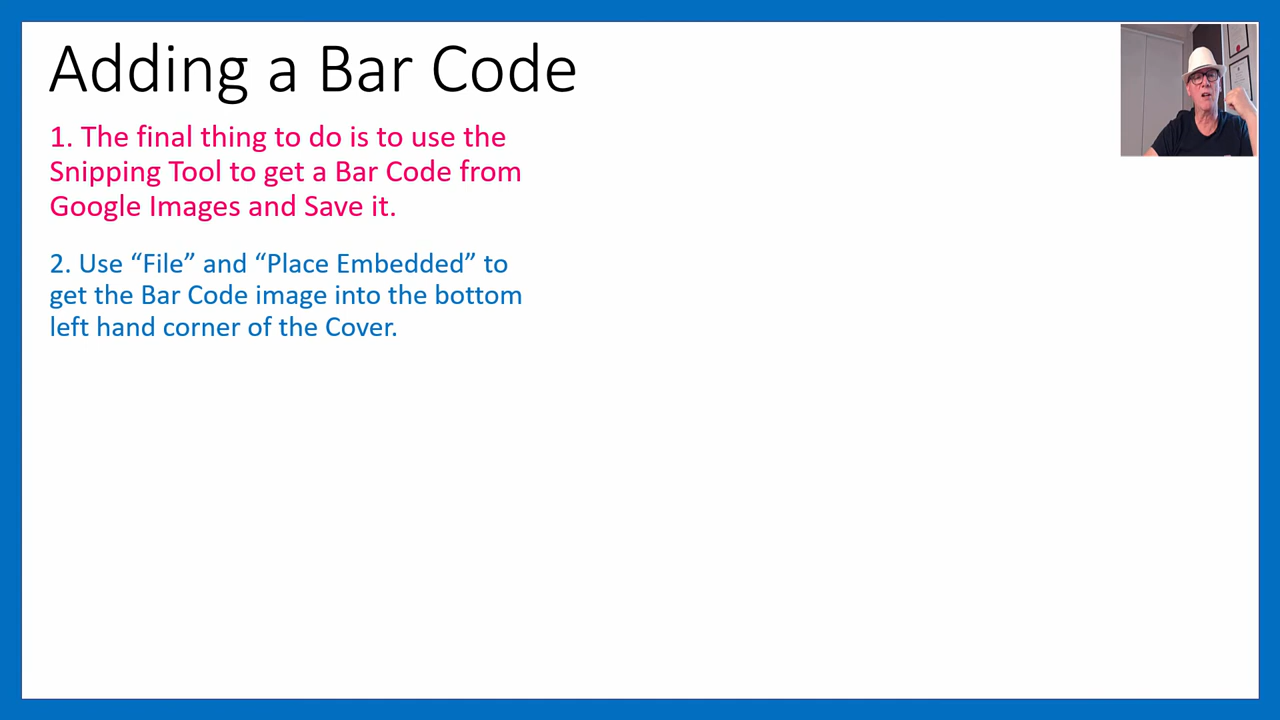 Adding a Bar Code
1. The final thing to do is to use the
Snipping Tool to get a Bar Code from
Google Images and Save it.
2. Use “File” and “Place Embedded” to
get the Bar Code image into the bottom
left hand corner of the Cover.